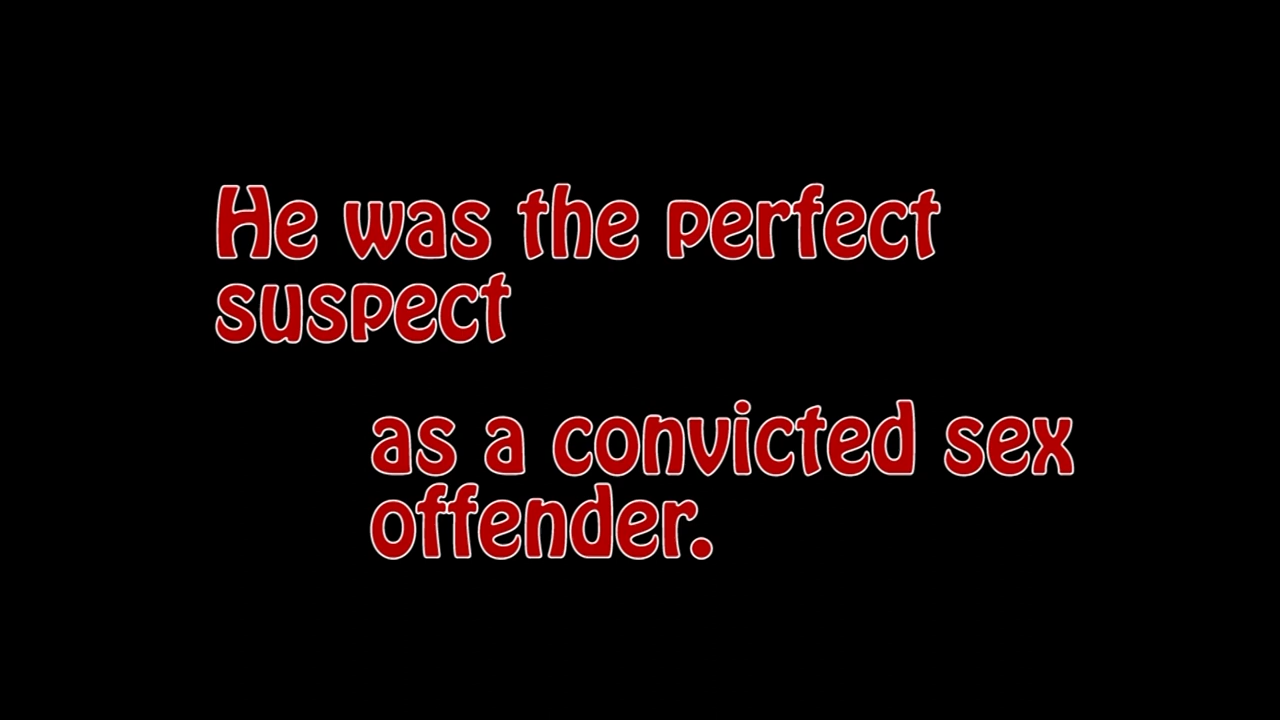 He was the perfect
suspect
as a convicted sex
offender.